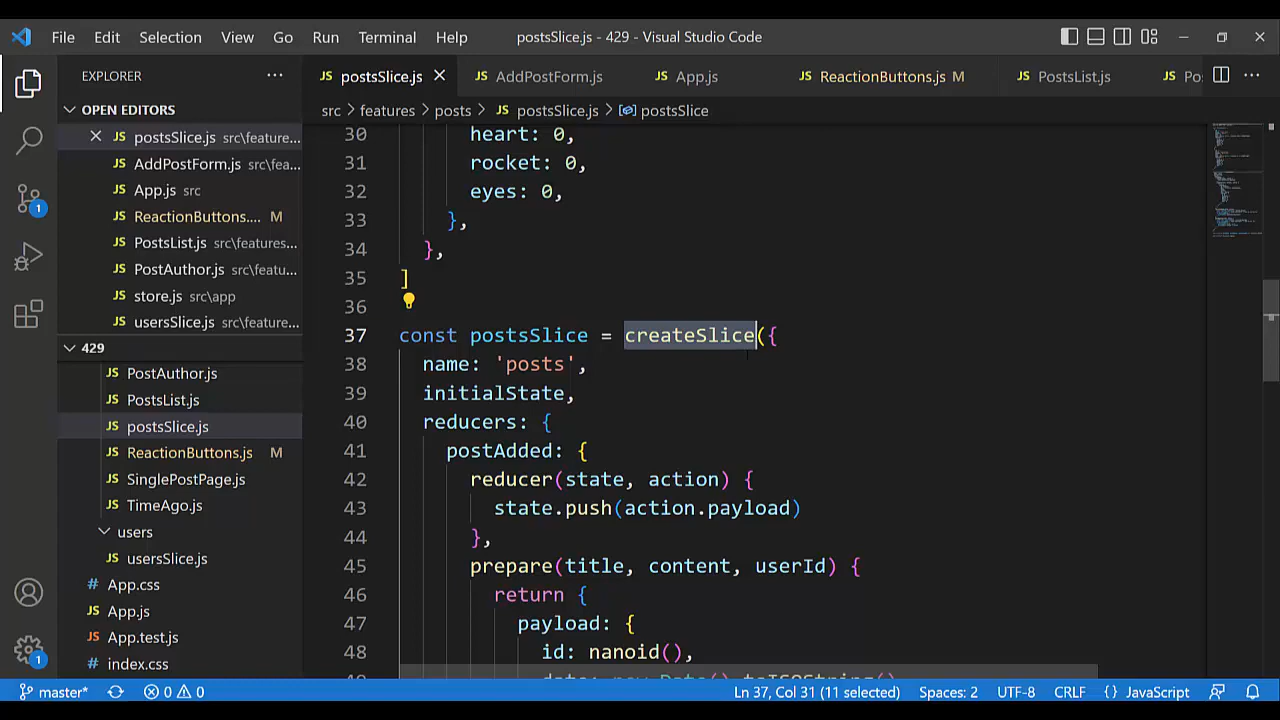 File Edit Selection View Go Run Terminal Help postsSlice.js - 429 - Visual Studio Code
EXPLORER
OPEN EDITORS
postsSlice.js src\feature...
AddPostForm.js src\fea...
App.js src
ReactionButtons.... M
PostsList.js src\features...
PostAuthor.js src\featu...
store.js src\app
usersSlice.js src\featur...
429
PostAuthor.js
PostsList.js
postsSlice.js
ReactionButtons.js M
SinglePostPage.js
TimeAgo.js
users
usersSlice.js
App.css
App.js
App.test.js
index.css
1
1
postsSlice.js AddPostForm.js App.js ReactionButtons.js M PostsList.js Po
src > features > posts > postsSlice.js > postsSlice
30 heart: 0,
31 rocket: 0,
32 eyes: 0,
33 },
34 },
35 ]
36
37 const postsSlice = createSlice({
38 name: 'posts',
39 initialState,
40 reducers: {
41 postAdded: {
42 reducer(state, action) {
43 state.push(action.payload)
44 },
45 prepare(title, content, userId) {
46 return {
47 payload: {
48 id: nanoid(),
master* 0 0 Ln 37, Col 31 (11 selected) Spaces: 2 UTF-8 CRLF {} JavaScript